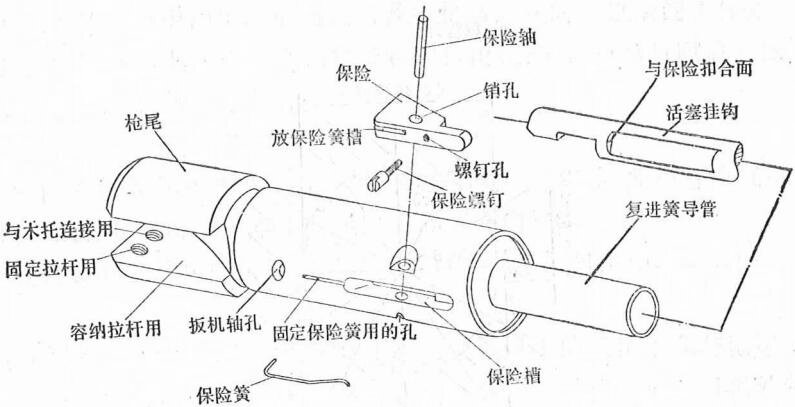 保险轴
保险
销孔
与保险扣合面
活塞挂钩
枪尾
放保险簧槽
螺钉孔
保险螺钉
复进簧导管
与木托连接用
固定拉杆用
容纳拉杆用
扳机轴孔
固定保险簧用的孔
保险槽
保险簧